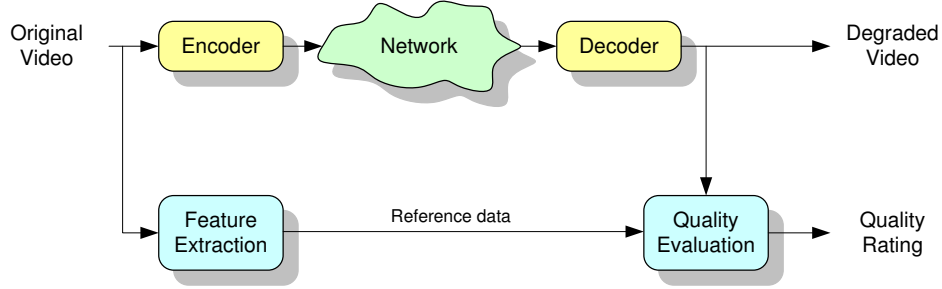 Original
Video
Encoder
Network
Decoder
Degraded
Video
Feature
Extraction
Reference data
Quality
Evaluation
Quality
Rating